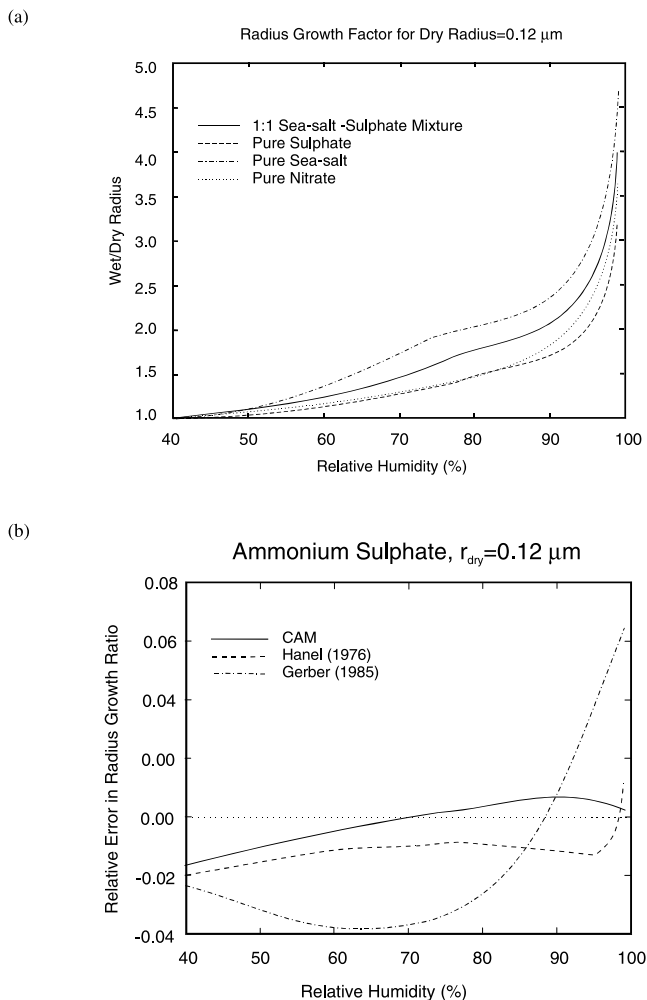 (a)
Radius Growth Factor for Dry Radius=0.12 μm
5.0
4.5
4.0
3.5
3.0
2.5
2.0
1.5
1.0
Wet/Dry Radius
1:1 Sea-salt -Sulphate Mixture
Pure Sulphate
Pure Sea-salt
Pure Nitrate
40 50 60 70 80 90 100
Relative Humidity (%)
(b)
Ammonium Sulphate, r_dry=0.12 μm
0.08
0.06
0.04
0.00
0.00
-0.02
-0.04
Relative Error in Radius Growth Ratio
CAM
Hanel (1976)
Gerber (1985)
40 50 60 70 80 90 100
Relative Humidity (%)